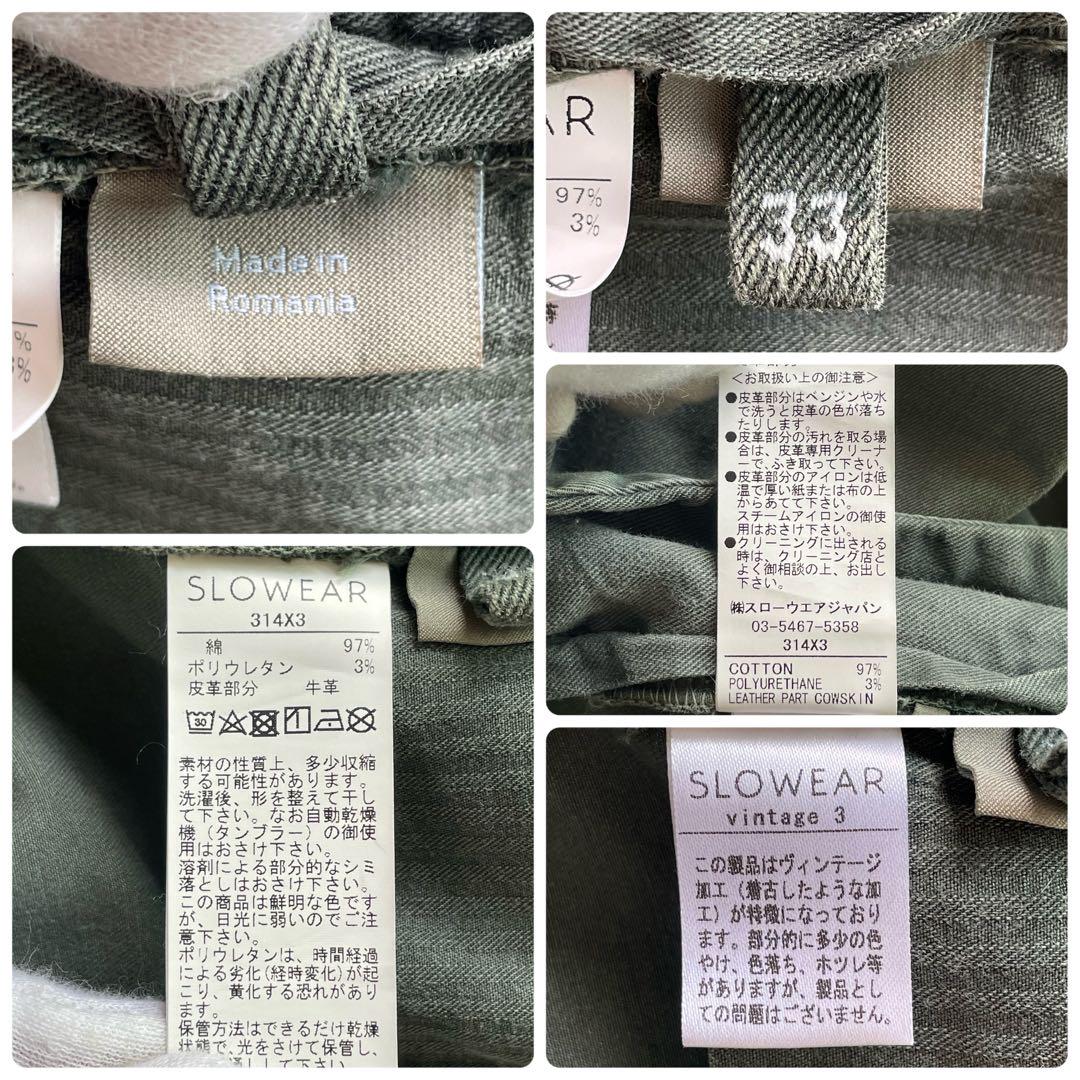 Made in
Romania
%
3%
AR
97%
3%
33
等
<お取扱い上の御注意>
●皮革部分はベンジンや水
で洗うと皮革の色が落ち
たりします。
●皮革部分の汚れを取る場
合は、皮革専用クリーナ
ーで、ふき取って下さい。
●皮革部分のアイロンは低
温で厚い紙または布の上
からあてて下さい。
スチームアイロンの御使
用はおさけ下さい。
●クリーニングに出される
時は、クリーニング店と
よく御相談の上、お出し
下さい。
㈱スローウエアジャパン
03-5467-5358
314X3
COTTON 97%
POLYURETHANE 3%
LEATHER PART COWSKIN
SLOWEAR
314X3
綿 97%
ポリウレタン 3%
皮革部分 牛革
30
素材の性質上、多少収縮
する可能性があります。
洗濯後、形を整えて干し
て下さい。なお自動乾燥
機(タンブラー)の御使
用はおさけ下さい。
溶剤による部分的なシミ
落としはおさけ下さい。
この商品は鮮明な色です
が、日光に弱いのでご注
意下さい。
ポリウレタンは、時間経過
による劣化(経時変化)が起
こり、黄化する恐れがあり
ます。
保管方法はできるだけ乾燥
状態で、光をさけて保管し、
SLOWEAR
vintage 3
この製品はヴィンテージ
加工(着古したような加
工)が特徴になっており
ます。部分的に多少の色
やけ、色落ち、ホツレ等
がありますが、製品とし
ての問題はございません。